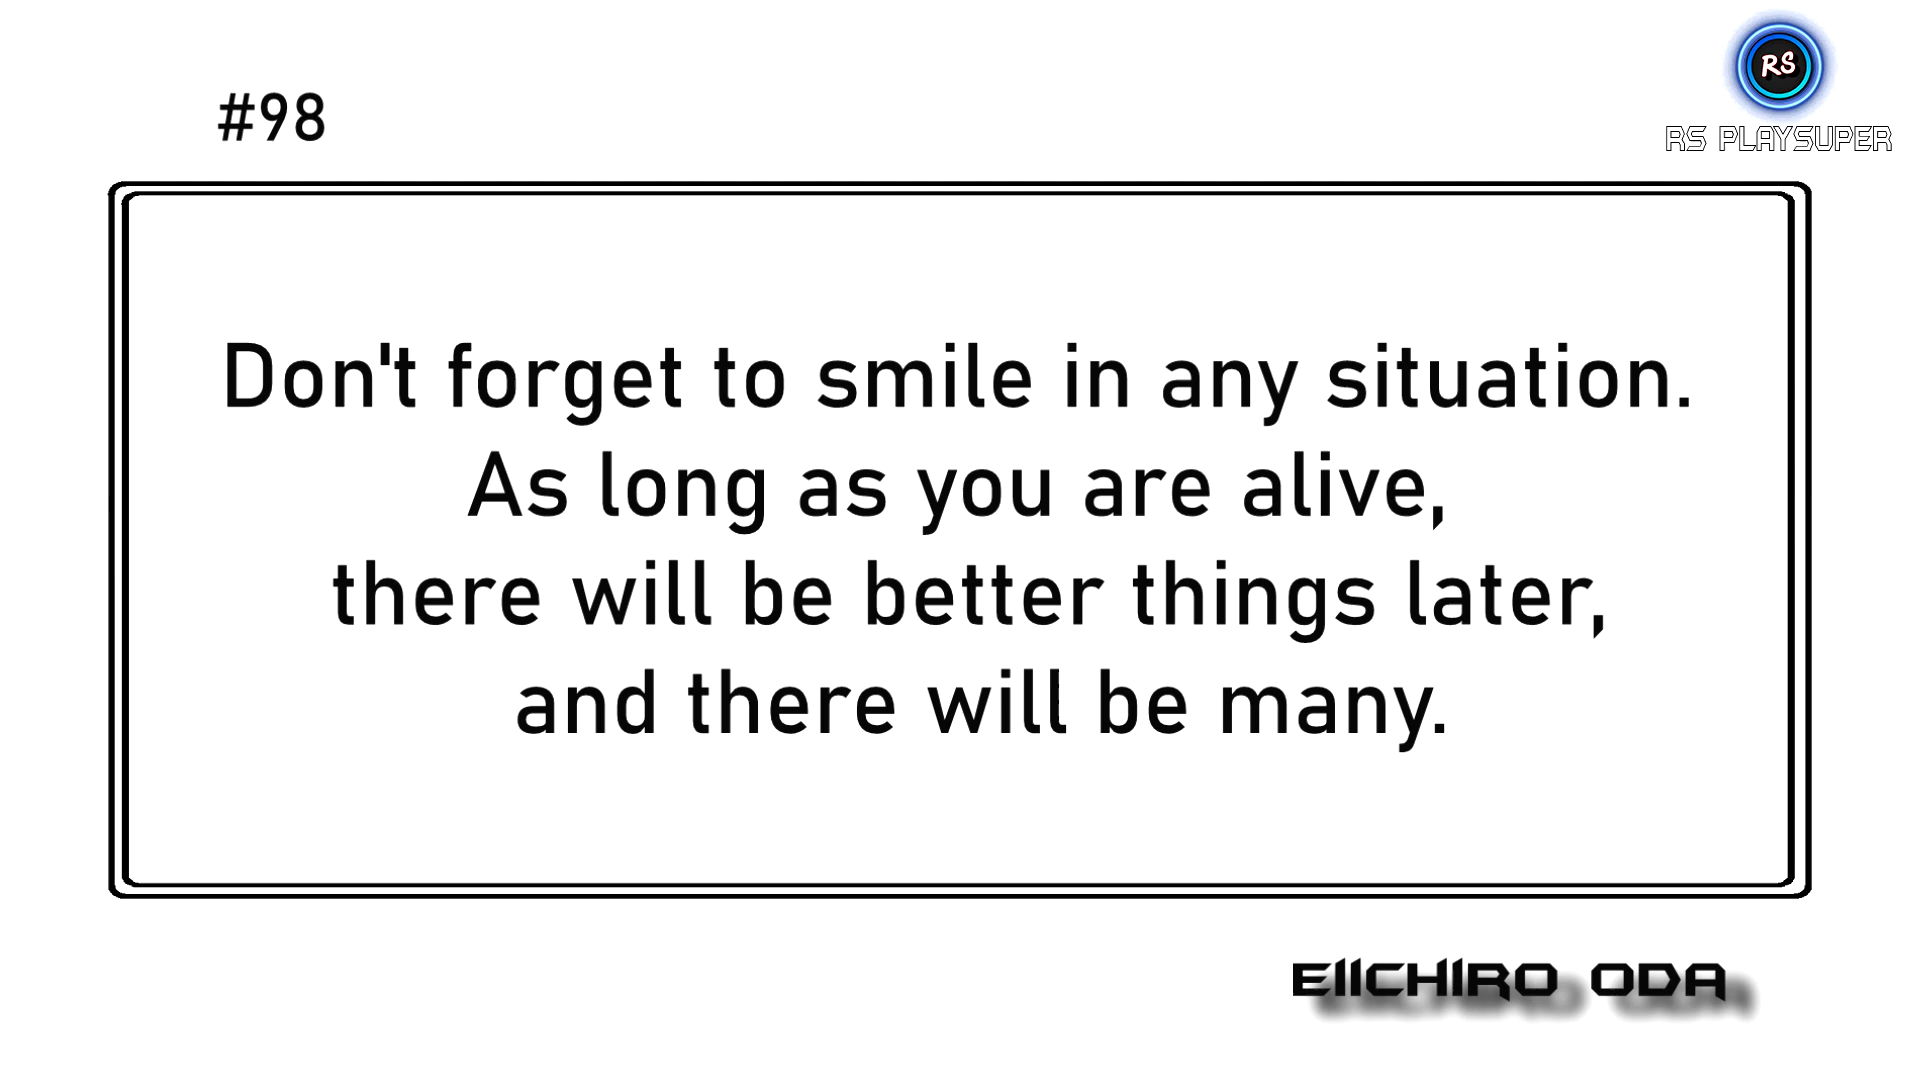 RS
#98
RS PLAYSUPER
Don't forget to smile in any situation.
As long as you are alive,
there will be better things later,
and there will be many.
EIICHIRO ODA